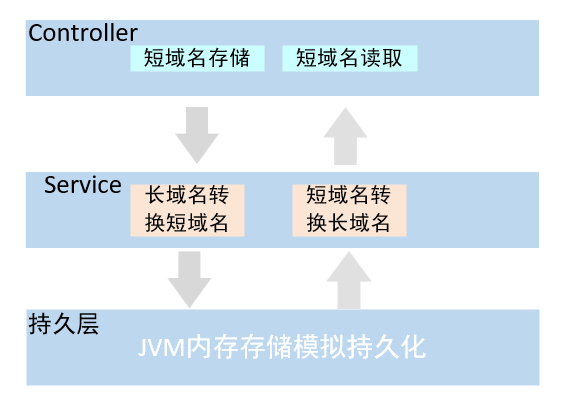 Controller
短域名存储
短域名读取
Service
长域名转
换短域名
短域名转
换长域名
持久层
JVM内存存储模拟持久化